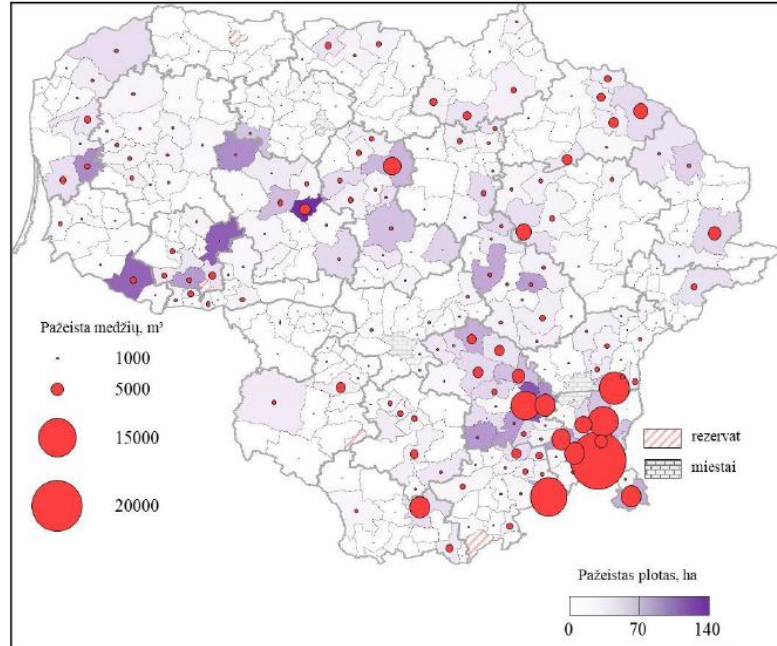 Pažeista medžių, m³
1000
5000
15000
20000
rezervat
miestai
Pažeistas plotas, ha
0 70 140